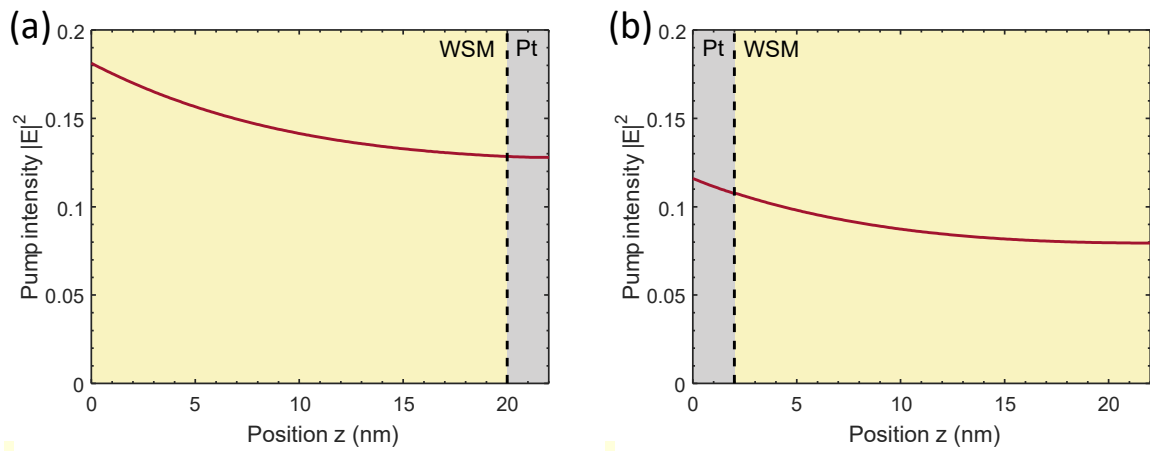 (a)
0.2
0.15
0.1
0.05
0
WSM
Pt
Pump intensity |E|²
0
5
10
15
20
Position z (nm)
(b)
0.2
0.15
0.1
0.05
0
Pt
WSM
Pump intensity |E|²
0
5
10
15
20
Position z (nm)